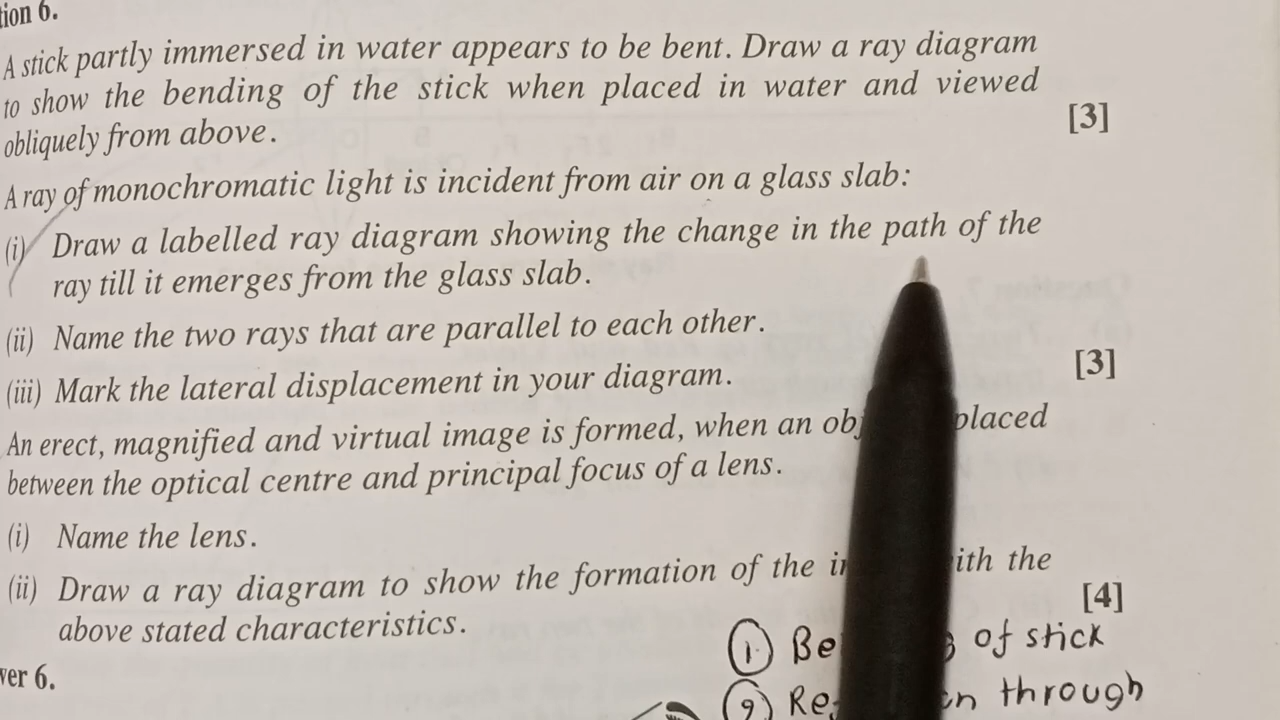 tion 6.
A stick partly immersed in water appears to be bent. Draw a ray diagram
to show the bending of the stick when placed in water and viewed
obliquely from above.
[3]
A ray of monochromatic light is incident from air on a glass slab:
(i) Draw a labelled ray diagram showing the change in the path of the
ray till it emerges from the glass slab.
(ii) Name the two rays that are parallel to each other.
(iii) Mark the lateral displacement in your diagram.
[3]
An erect, magnified and virtual image is formed, when an placed
between the optical centre and principal focus of a lens.
(i) Name the lens.
(ii) Draw a ray diagram to show the formation of the with the
above stated characteristics.
[4]
ver 6.
1 of stick
2 through